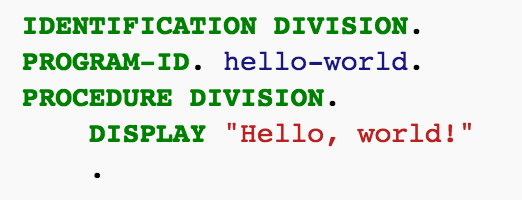 IDENTIFICATION DIVISION.
PROGRAM-ID. hello-world.
PROCEDURE DIVISION.
    DISPLAY "Hello, world!"
    .